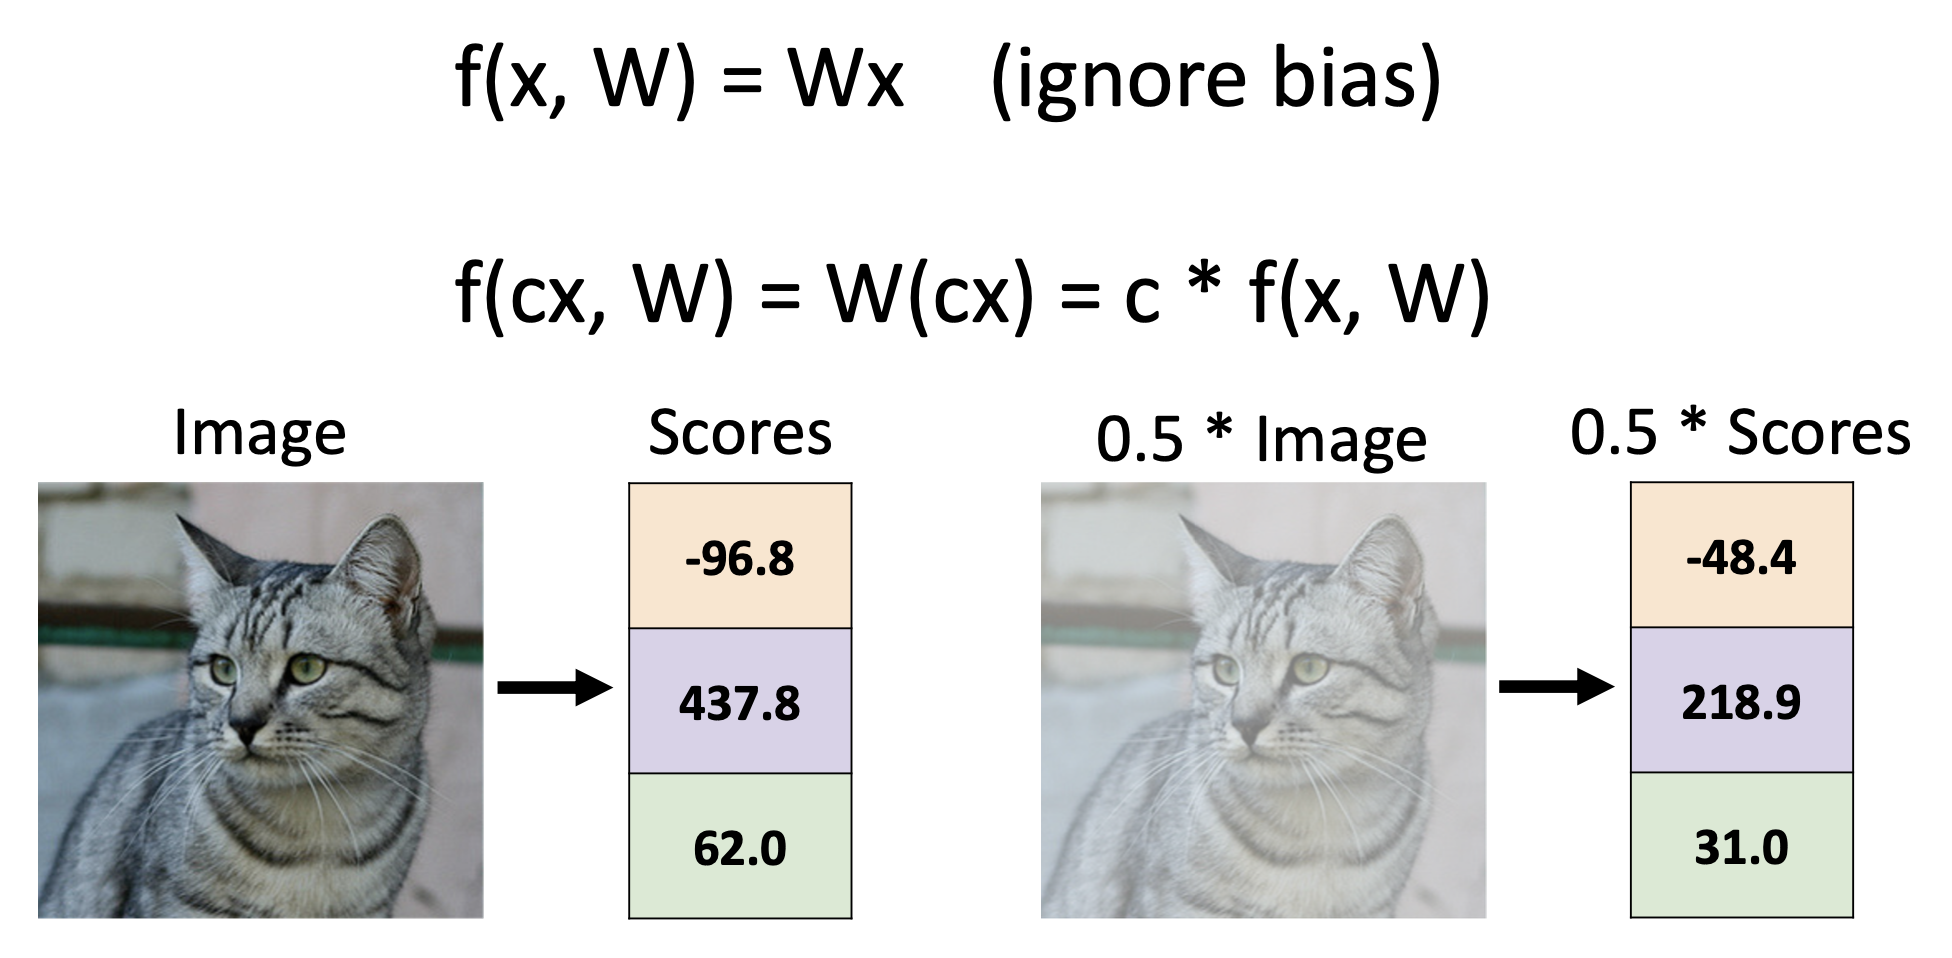 f(x, W) = Wx (ignore bias)
f(cx, W) = W(cx) = c * f(x, W)
Image
Scores
-96.8
437.8
62.0
0.5 * Image
0.5 * Scores
-48.4
218.9
31.0